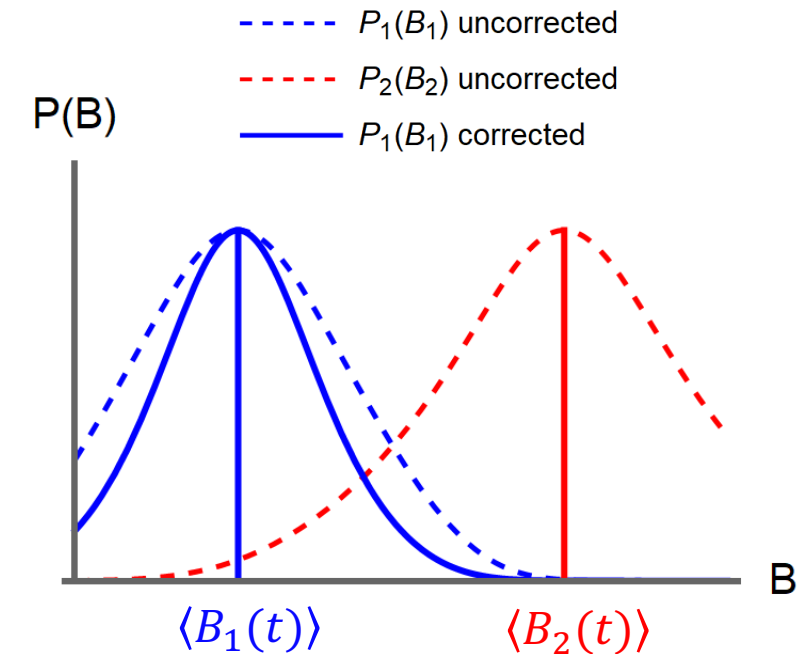 P₁(B₁) uncorrected
P₂(B₂) uncorrected
P₁(B₁) corrected
P(B)
B
⟨B₁(t)⟩ ⟨B₂(t)⟩